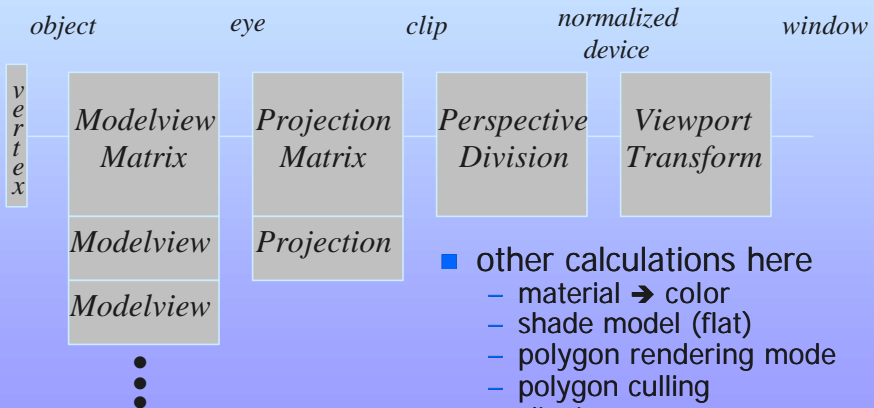 object eye clip normalized device window
vertex
Modelview Matrix
Projection Matrix
Perspective Division
Viewport Transform
Modelview
Projection
Modelview
■ other calculations here
– material ➔ color
– shade model (flat)
– polygon rendering mode
– polygon culling